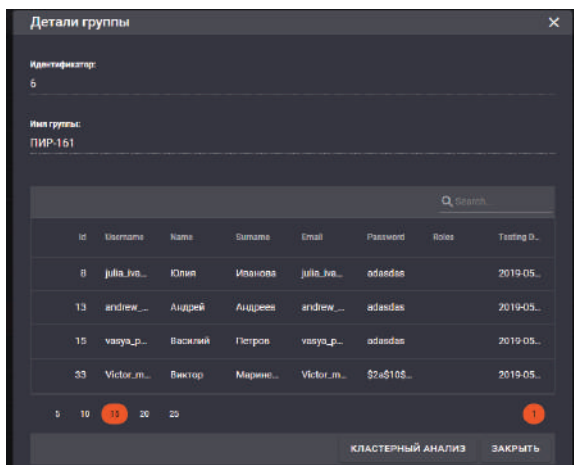 Детали группы ×
Идентификатор:
6
Имя группы:
ПИР-161
Search...
Id Username Name Surname Email Password Roles Testing D...
8 julia_iva... Юлия Иванова julia_iva... adasdas 2019-05...
13 andrew_... Андрей Андреев andrew_... adasdas 2019-05...
15 vasya_p... Василий Петров vasya_p... adasdas 2019-05...
33 Victor_m... Виктор Марине... Victor_m... $2a$10$... 2019-05...
5 10 15 20 25 1
КЛАСТЕРНЫЙ АНАЛИЗ ЗАКРЫТЬ